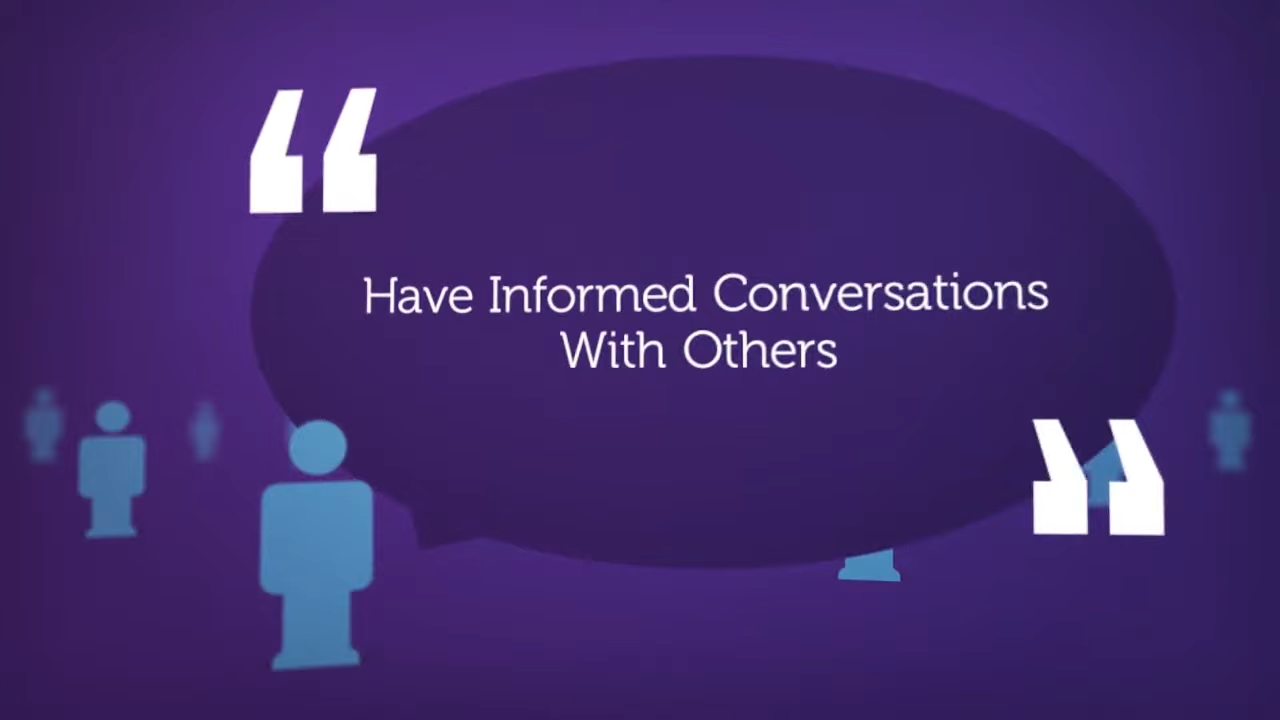 “
Have Informed Conversations
With Others
”